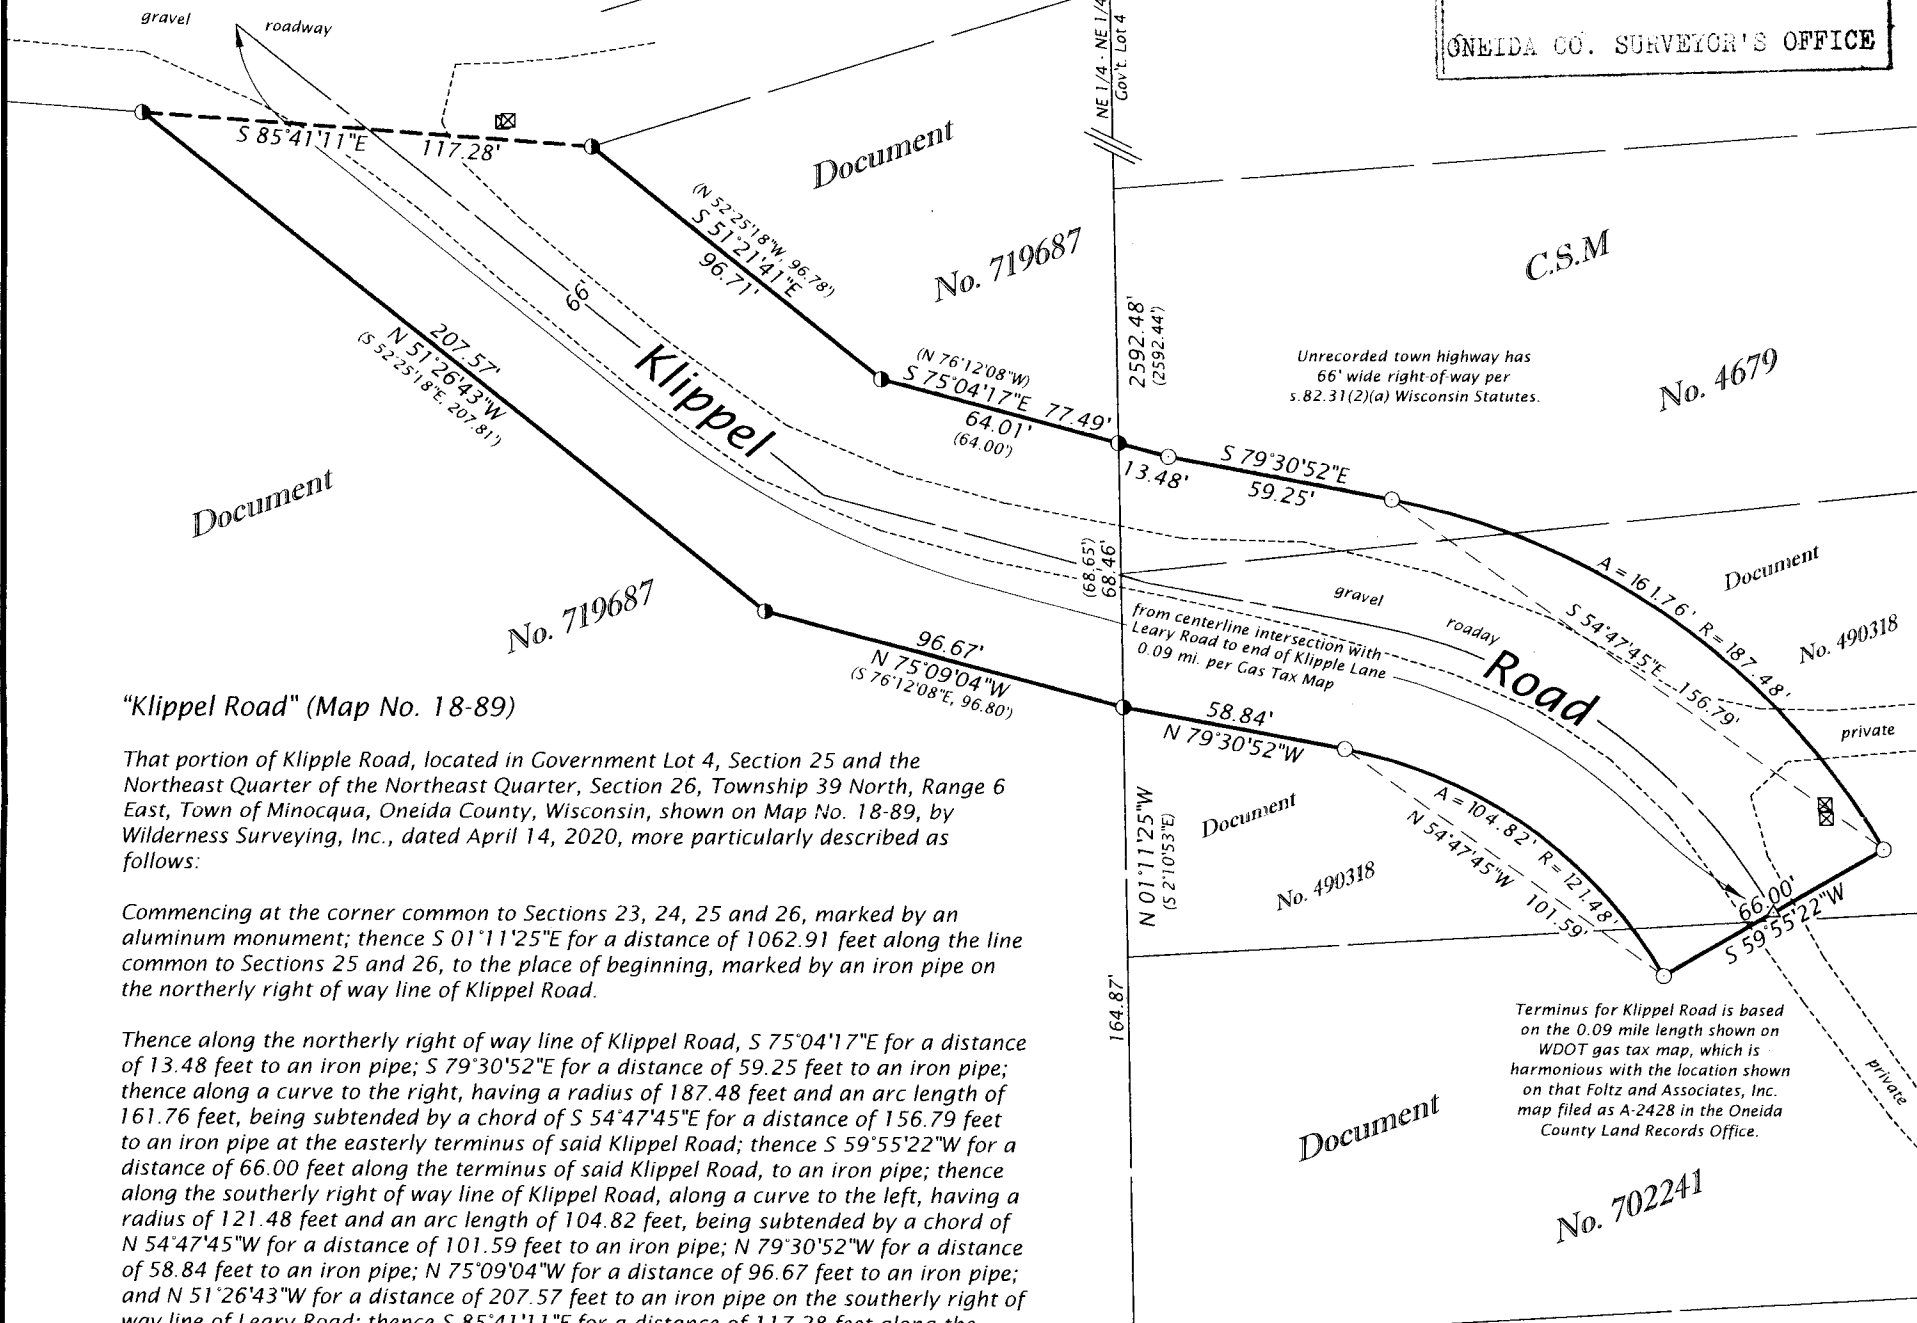 gravel
roadway
NE 1/4 - NE 1/4
Gov't. Lot 4
ONEIDA CO. SURVEYOR'S OFFICE
S 85°41'11"E
117.28'
Document
No. 719687
(N 52°25'18"W, 96.78')
S 51°21'41"E
96.71'
C.S.M
No. 4679
66'
Klippel
207.57'
N 51°26'43"W
(S 52°25'18"E, 207.81')
(N 76°12'08"W)
S 75°04'17"E 77.49'
64.01'
(64.00')
2592.48'
(2592.44')
Unrecorded town highway has
66' wide right-of-way per
s.82.31(2)(a) Wisconsin Statutes.
13.48'
S 79°30'52"E
59.25'
Document
No. 719687
(68.65')
68.46'
A = 161.76' R = 187.48'
S 54°47'45"E 156.79'
Document
No. 490318
gravel
roaday
Road
from centerline intersection with
Leary Road to end of Klipple Lane
0.09 mi. per Gas Tax Map
96.67'
N 75°09'04"W
(S 76°12'08"E, 96.80')
58.84'
N 79°30'52"W
private
N 01°11'25"W
(S 2°10'53"E)
Document
No. 490318
A = 104.82' R = 121.48'
N 54°47'45"W 101.59'
66.00'
S 59°55'22"W
164.87'
private
Terminus for Klippel Road is based
on the 0.09 mile length shown on
WDOT gas tax map, which is
harmonious with the location shown
on that Foltz and Associates, Inc.
map filed as A-2428 in the Oneida
County Land Records Office.
Document
No. 702241
"Klippel Road" (Map No. 18-89)
That portion of Klipple Road, located in Government Lot 4, Section 25 and the
Northeast Quarter of the Northeast Quarter, Section 26, Township 39 North, Range 6
East, Town of Minocqua, Oneida County, Wisconsin, shown on Map No. 18-89, by
Wilderness Surveying, Inc., dated April 14, 2020, more particularly described as
follows:
Commencing at the corner common to Sections 23, 24, 25 and 26, marked by an
aluminum monument; thence S 01°11'25"E for a distance of 1062.91 feet along the line
common to Sections 25 and 26, to the place of beginning, marked by an iron pipe on
the northerly right of way line of Klippel Road.
Thence along the northerly right of way line of Klippel Road, S 75°04'17"E for a distance
of 13.48 feet to an iron pipe; S 79°30'52"E for a distance of 59.25 feet to an iron pipe;
thence along a curve to the right, having a radius of 187.48 feet and an arc length of
161.76 feet, being subtended by a chord of S 54°47'45"E for a distance of 156.79 feet
to an iron pipe at the easterly terminus of said Klippel Road; thence S 59°55'22"W for a
distance of 66.00 feet along the terminus of said Klippel Road, to an iron pipe; thence
along the southerly right of way line of Klippel Road, along a curve to the left, having a
radius of 121.48 feet and an arc length of 104.82 feet, being subtended by a chord of
N 54°47'45"W for a distance of 101.59 feet to an iron pipe; N 79°30'52"W for a distance
of 58.84 feet to an iron pipe; N 75°09'04"W for a distance of 96.67 feet to an iron pipe;
and N 51°26'43"W for a distance of 207.57 feet to an iron pipe on the southerly right of
way line of Leary Road; thence S 85°41'11"E for a distance of 117.28 feet along the